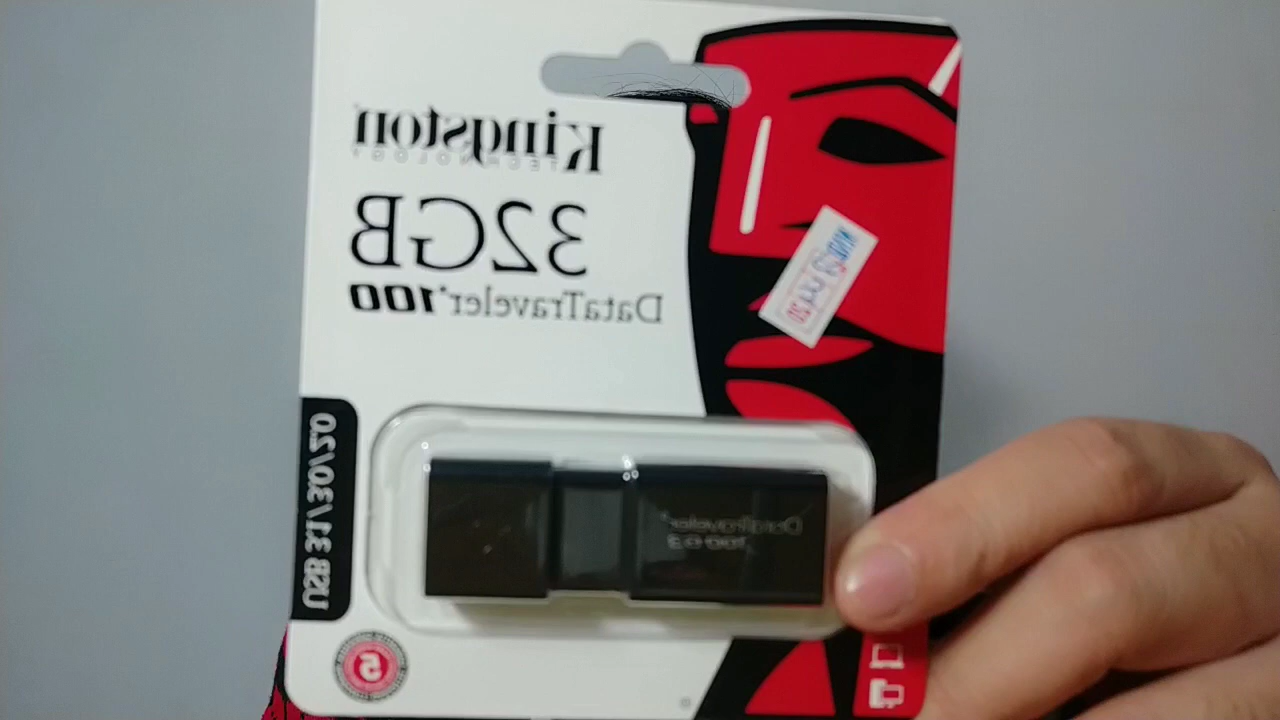 Kingston
TECHNOLOGY
32GB
DataTraveler 100
USB 3.1/3.0/2.0
DataTraveler
100 G3
5